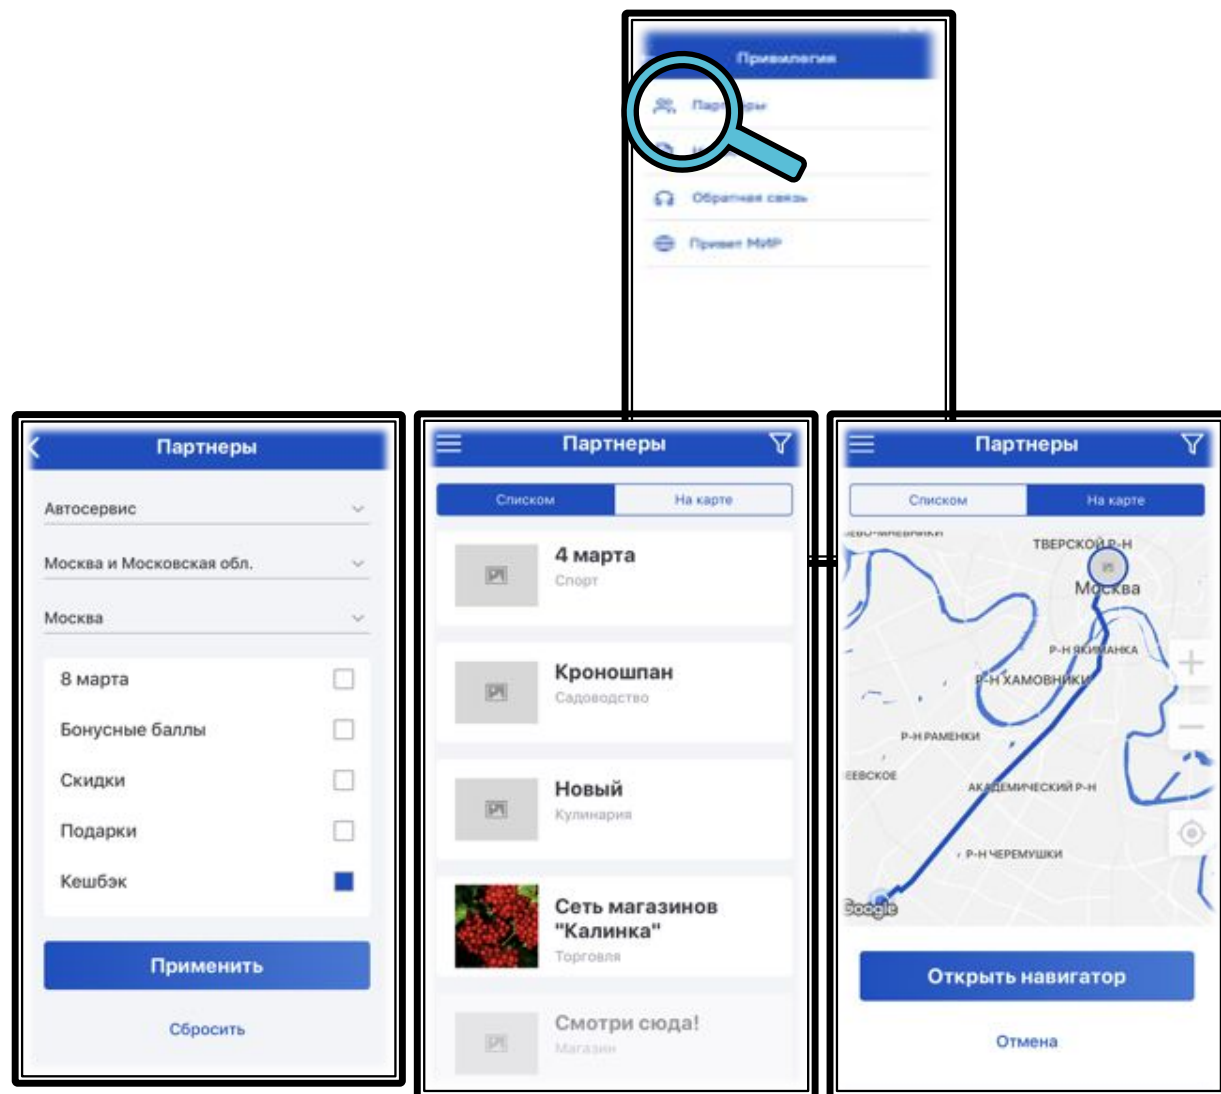 Привилегия
Партнеры
Обратная связь
Привет МИР
Партнеры
Автосервис
Москва и Московская обл.
Москва
8 марта
Бонусные баллы
Скидки
Подарки
Кешбэк
Применить
Сбросить
Партнеры
Списком
На карте
4 марта
Спорт
Кроношпан
Садоводство
Новый
Кулинария
Сеть магазинов
"Калинка"
Торговля
Смотри сюда!
Магазин
Партнеры
Списком
На карте
ТВЕРСКОЙ Р-Н
Москва
Р-Н ЯКИМАНКА
Р-Н ХАМОВНИКИ
Р-Н РАМЕНКИ
АКАДЕМИЧЕСКИЙ Р-Н
Р-Н ЧЕРЕМУШКИ
Google
Открыть навигатор
Отмена